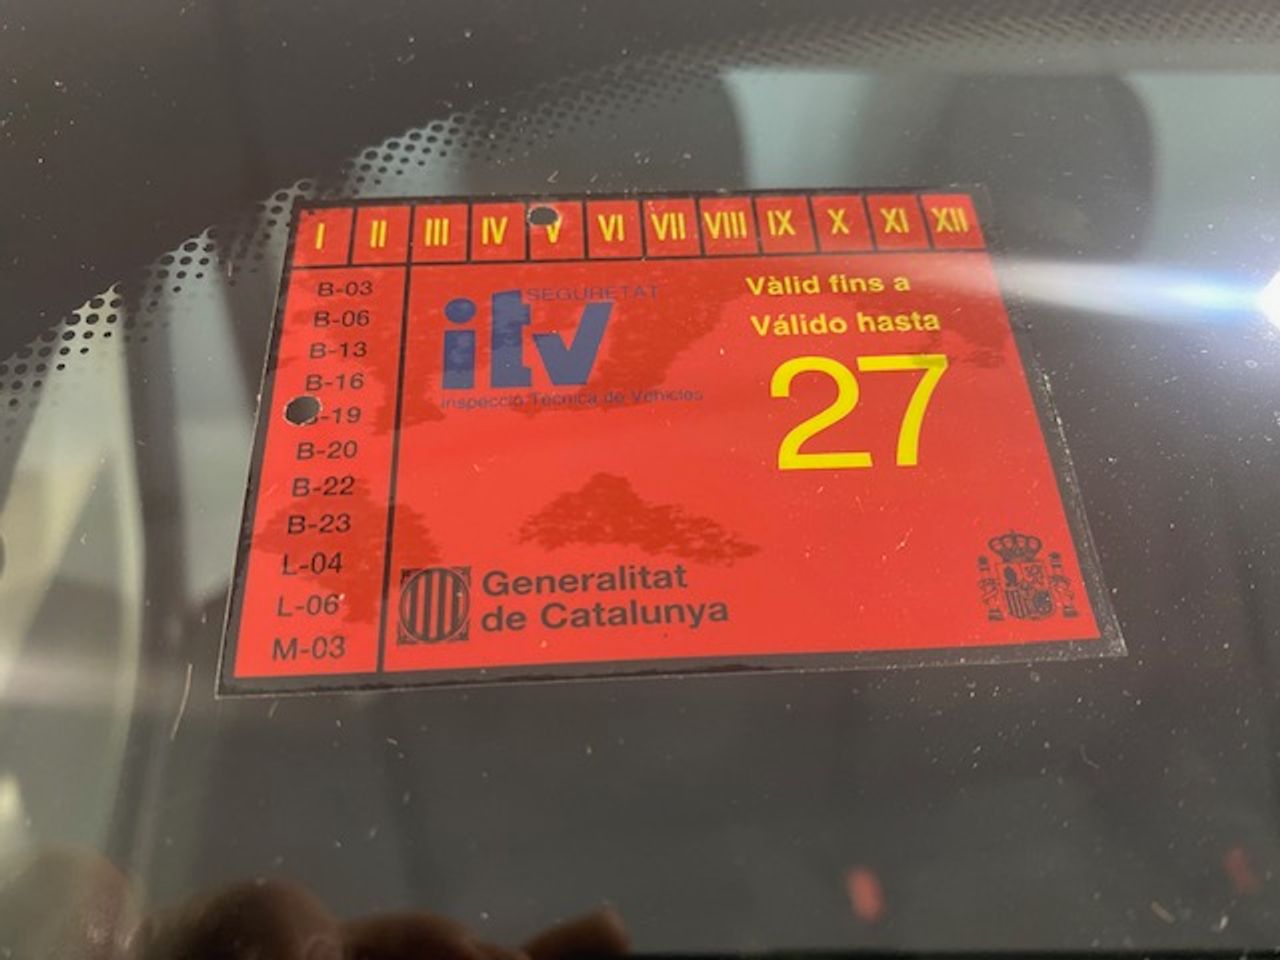 I II III IV V VI VII VIII IX X XI XII
B-03
B-06
B-13
B-16
B-19
B-20
B-22
B-23
L-04
L-06
M-03
SEGURETAT
itv
Inspecció Tècnica de Vehicles
Vàlid fins a
Válido hasta
27
Generalitat
de Catalunya